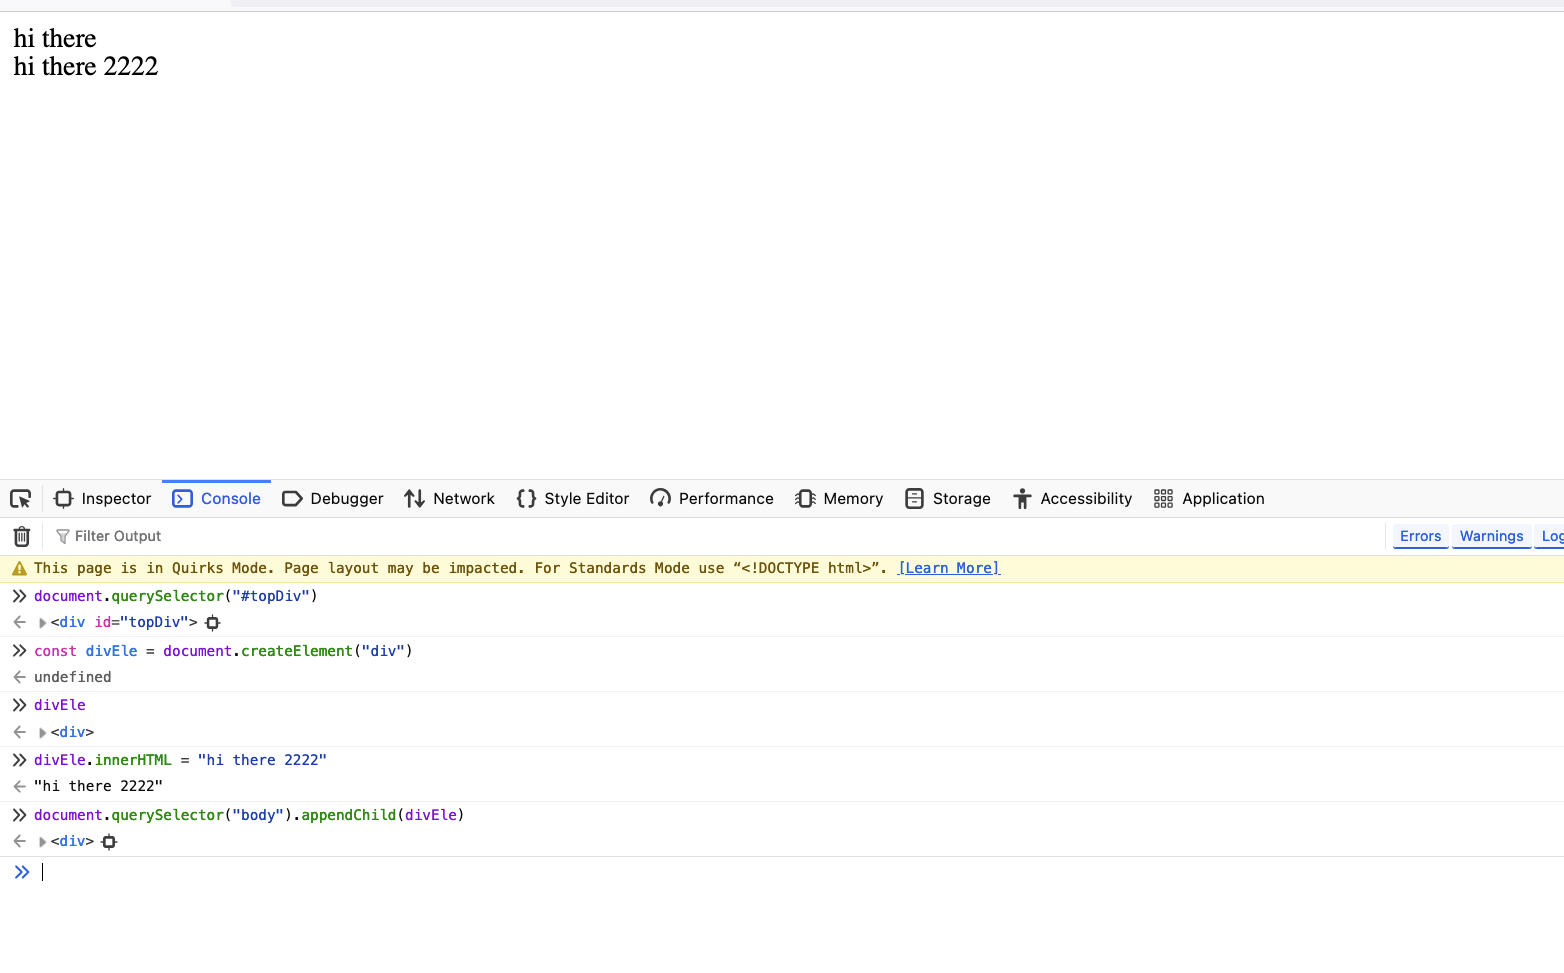 hi there
hi there 2222
Inspector Console Debugger Network Style Editor Performance Memory Storage Accessibility Application
Filter Output Errors Warnings
This page is in Quirks Mode. Page layout may be impacted. For Standards Mode use “<!DOCTYPE html>”. [Learn More]
document.querySelector("#topDiv")
<div id="topDiv">
const divEle = document.createElement("div")
undefined
divEle
<div>
divEle.innerHTML = "hi there 2222"
"hi there 2222"
document.querySelector("body").appendChild(divEle)
<div>